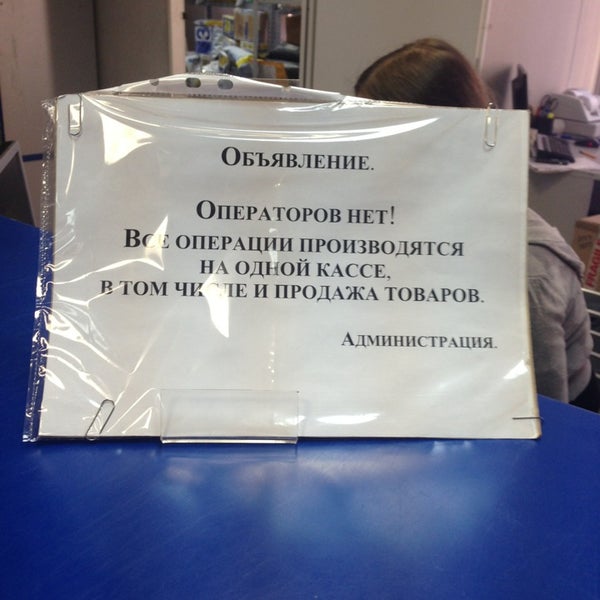 Объявление.
Операторов нет!
Все операции производятся
на одной кассе,
в том числе и продажа товаров.
Администрация.